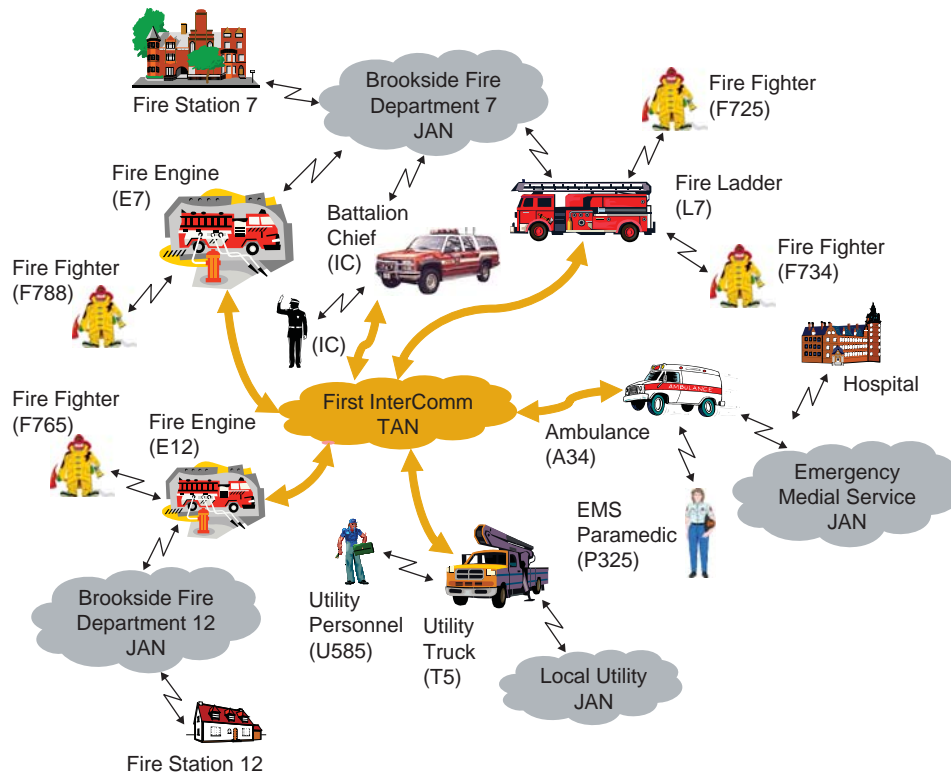 Fire Station 7
Brookside Fire
Department 7
JAN
Fire Fighter
(F725)
Fire Engine
(E7)
Battalion
Chief
(IC)
Fire Ladder
(L7)
Fire Fighter
(F788)
(IC)
Fire Fighter
(F734)
Hospital
First InterComm
TAN
AMBULANCE
Ambulance
(A34)
Fire Fighter
(F765)
Fire Engine
(E12)
Emergency
Medial Service
JAN
EMS
Paramedic
(P325)
Brookside Fire
Department 12
JAN
Utility
Personnel
(U585)
Utility
Truck
(T5)
Local Utility
JAN
Fire Station 12